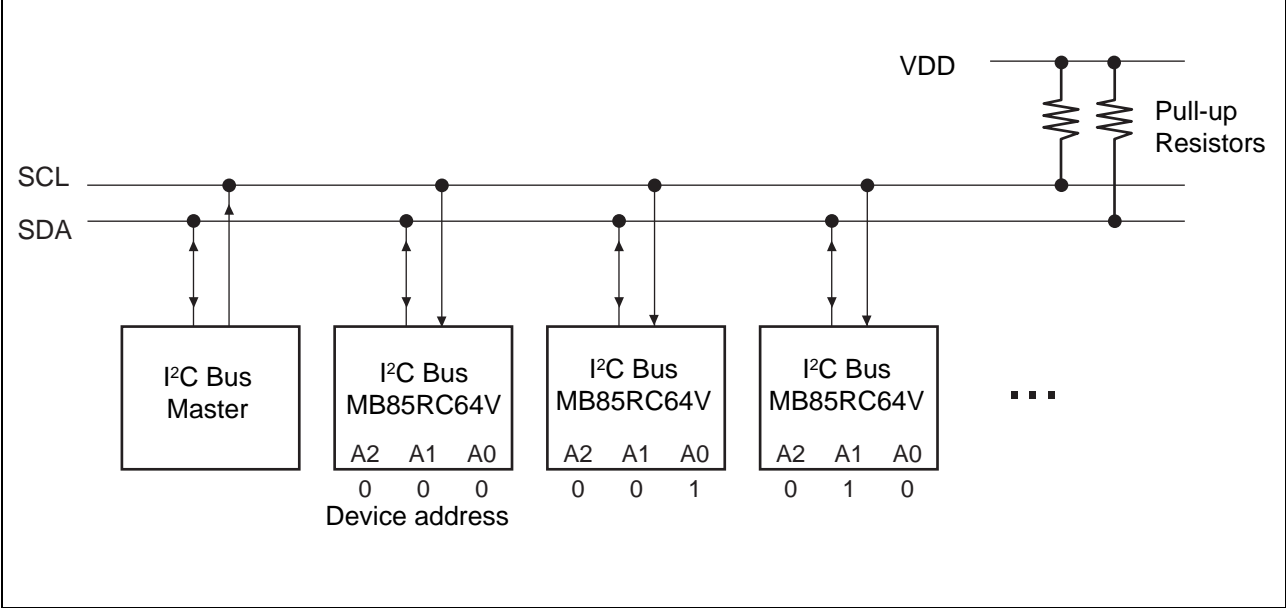 VDD
Pull-up
Resistors
SCL
SDA
I²C Bus
Master
I²C Bus
MB85RC64V
A2 A1 A0
0 0 0
Device address
I²C Bus
MB85RC64V
A2 A1 A0
0 0 1
I²C Bus
MB85RC64V
A2 A1 A0
0 1 0
...